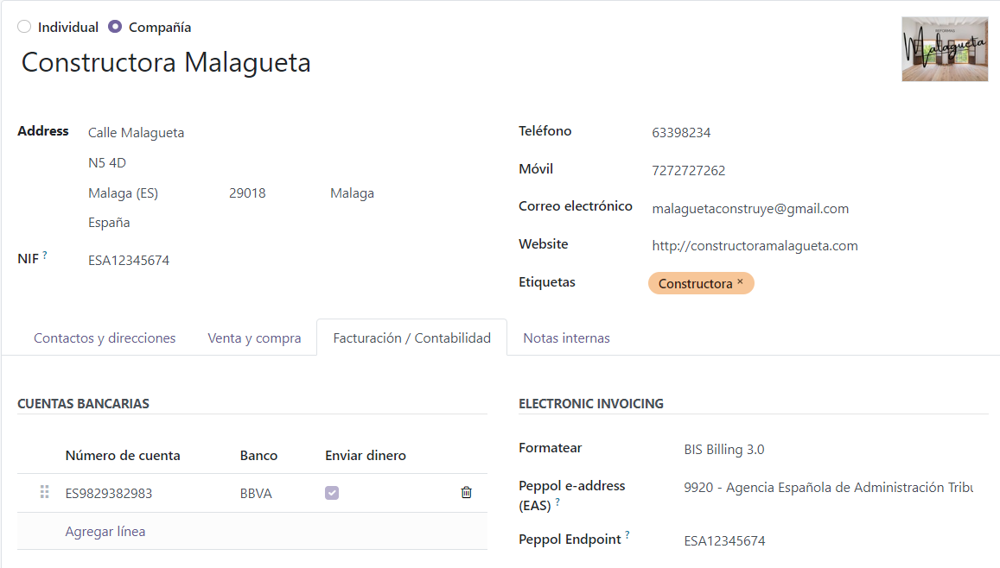 Individual Compañía
Constructora Malagueta
Malagueta
Address Calle Malagueta
N5 4D
Malaga (ES) 29018 Malaga
España
NIF ? ESA12345674
Teléfono 63398234
Móvil 7272727262
Correo electrónico malaguetaconstruye@gmail.com
Website http://constructoramalagueta.com
Etiquetas Constructora ×
Contactos y direcciones Venta y compra Facturación / Contabilidad Notas internas
CUENTAS BANCARIAS
Número de cuenta Banco Enviar dinero
ES9829382983 BBVA
Agregar línea
ELECTRONIC INVOICING
Formatear BIS Billing 3.0
Peppol e-address 9920 - Agencia Española de Administración Tribu
(EAS) ?
Peppol Endpoint ? ESA12345674